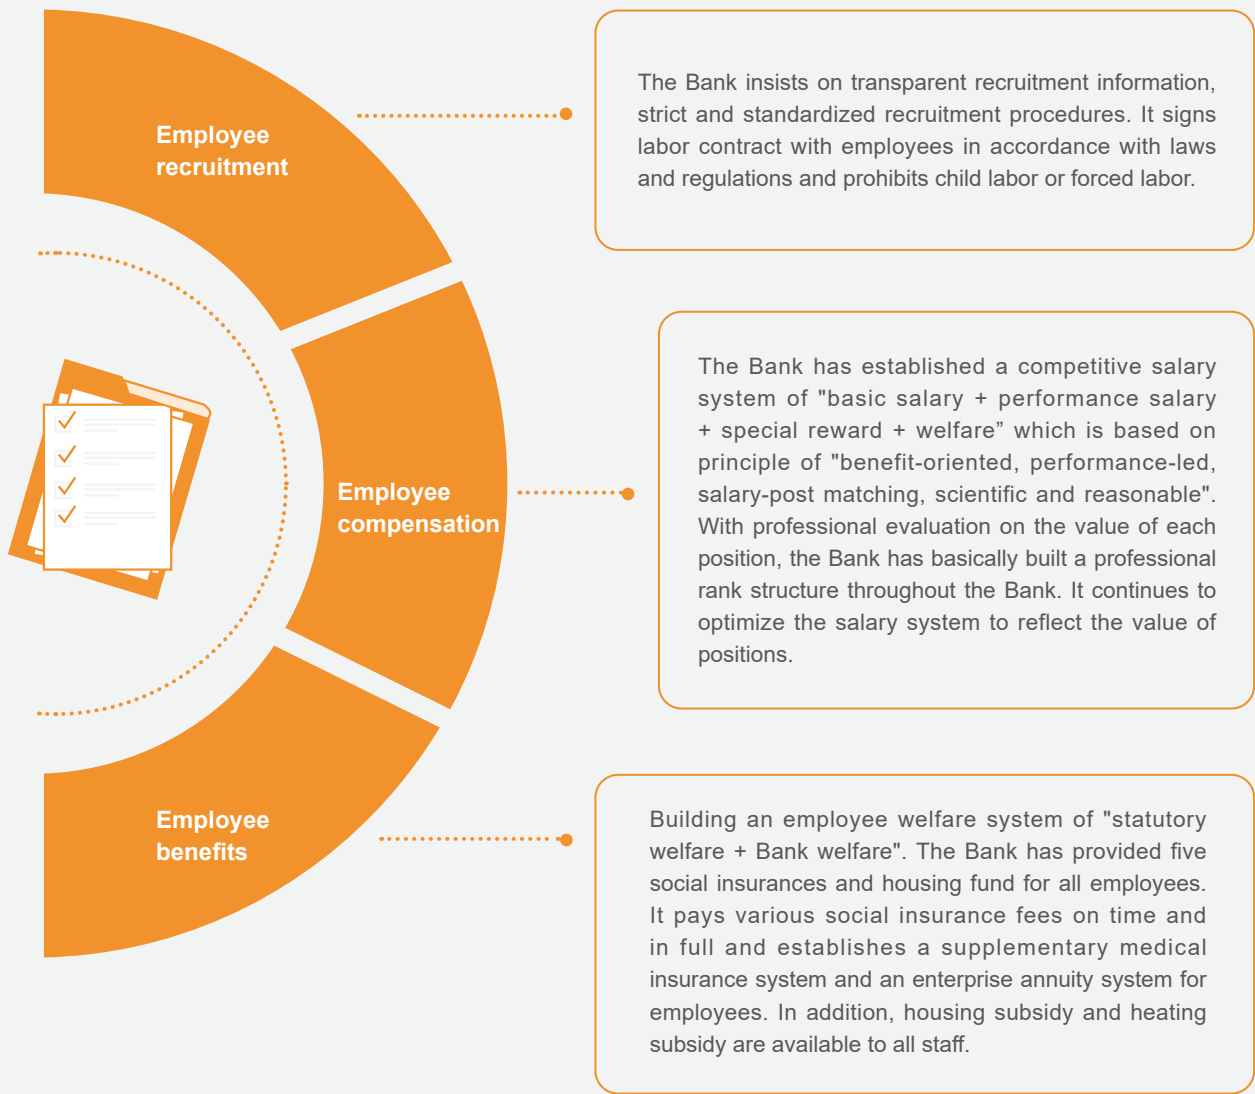 Employee
recruitment
The Bank insists on transparent recruitment information,
strict and standardized recruitment procedures. It signs
labor contract with employees in accordance with laws
and regulations and prohibits child labor or forced labor.
Employee
compensation
The Bank has established a competitive salary
system of "basic salary + performance salary
+ special reward + welfare” which is based on
principle of "benefit-oriented, performance-led,
salary-post matching, scientific and reasonable".
With professional evaluation on the value of each
position, the Bank has basically built a professional
rank structure throughout the Bank. It continues to
optimize the salary system to reflect the value of
positions.
Employee
benefits
Building an employee welfare system of "statutory
welfare + Bank welfare". The Bank has provided five
social insurances and housing fund for all employees.
It pays various social insurance fees on time and
in full and establishes a supplementary medical
insurance system and an enterprise annuity system for
employees. In addition, housing subsidy and heating
subsidy are available to all staff.